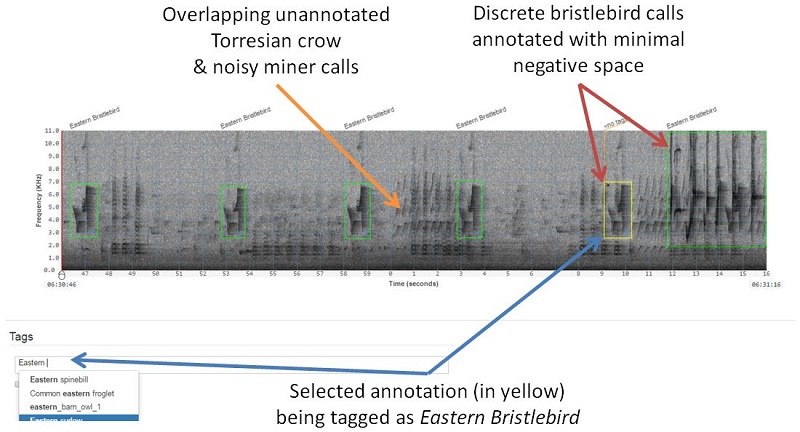 Overlapping unannotated
Torresian crow
& noisy miner calls
Discrete bristlebird calls
annotated with minimal
negative space
Eastern Bristlebird
Eastern Bristlebird
Eastern Bristlebird
Eastern Bristlebird
<no tag
Eastern Bristlebird
Frequency (KHz)
11.0
10.0
9.0
8.0
7.0
6.0
5.0
4.0
3.0
2.0
1.0
0.0
47 48 49 50 51 52 53 54 55 56 57 58 59 0 1 2 3 4 5 6 7 8 9 10 11 12 13 14 15 16
06:30:46
Time (seconds)
06:31:16
Tags
Eastern
Eastern spinebill
Common eastern froglet
eastern_barn_owl_1
Eastern curlew
Selected annotation (in yellow)
being tagged as Eastern Bristlebird